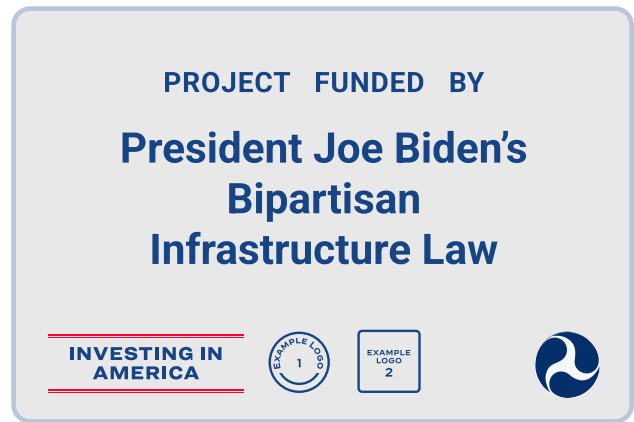 PROJECT FUNDED BY
President Joe Biden’s
Bipartisan
Infrastructure Law
INVESTING IN
AMERICA
EXAMPLE LOGO
1
EXAMPLE
LOGO
2